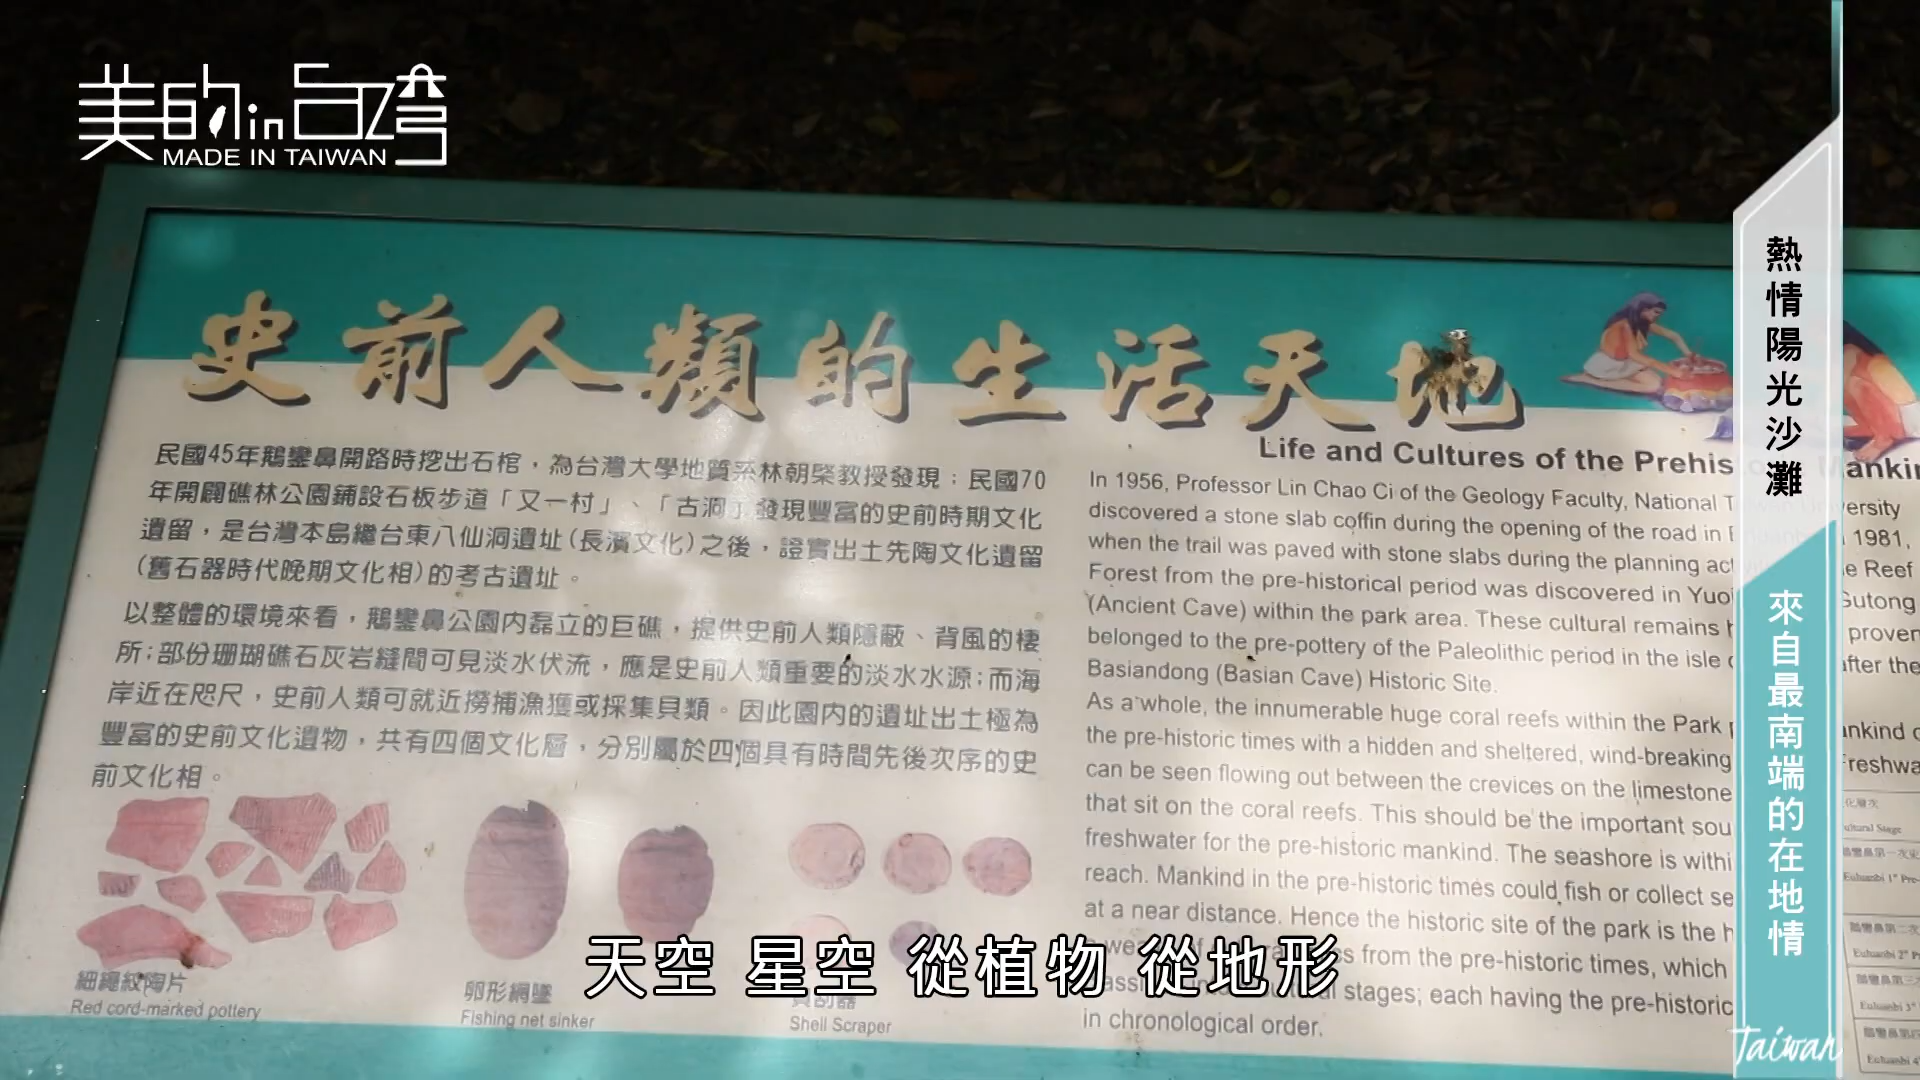 美的in台灣
MADE IN TAIWAN
史前人類的生活天地
Life and Cultures of the Prehis
民國45年鵝鑾鼻開路時挖出石棺，為台灣大學地質系林朝棨教授發現；民國70
年開闢礁林公園鋪設石板步道「又一村」、「古洞」發現豐富的史前時期文化
遺留，是台灣本島繼台東八仙洞遺址(長濱文化)之後，證實出土先陶文化遺留
(舊石器時代晚期文化相)的考古遺址。
以整體的環境來看，鵝鑾鼻公園內磊立的巨礁，提供史前人類隱蔽、背風的棲
所；部份珊瑚礁石灰岩縫間可見淡水伏流，應是史前人類重要的淡水水源；而海
岸近在咫尺，史前人類可就近撈捕漁獲或採集貝類。因此園內的遺址出土極為
豐富的史前文化遺物，共有四個文化層，分別屬於四個具有時間先後次序的史
前文化相。
In 1956, Professor Lin Chao Ci of the Geology Faculty, National
discovered a stone slab coffin during the opening of the road in 1981,
when the trail was paved with stone slabs during the planning Reef
Forest from the pre-historical period was discovered in Gutong
(Ancient Cave) within the park area. These cultural remains proven
belonged to the pre-pottery of the Paleolithic period in the isle after the
Basiandong (Basian Cave) Historic Site.
As a whole, the innumerable huge coral reefs within the Park
the pre-historic times with a hidden and sheltered, wind-breaking
can be seen flowing out between the crevices on the limestone
that sit on the coral reefs. This should be the important
freshwater for the pre-historic mankind. The seashore is
reach. Mankind in the pre-historic times could fish or collect
at a near distance. Hence the historic site of the park is the
from the pre-historic times, which
stages; each having the pre-historic
in chronological order.
細繩紋陶片
Red cord-marked pottery
卵形網墜
Fishing net sinker
貝刮器
Shell Scraper
天空 星空 從植物 從地形
熱情陽光沙灘
來自最南端的在地情
Taiwan